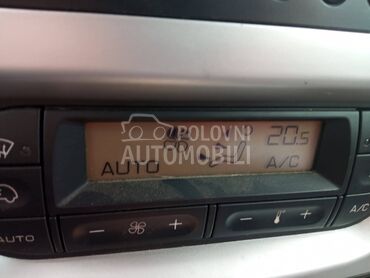 POLOVNI
AUTOMOBILI
20.5
AUTO
A/C
- +
- +
AUTO
A/C